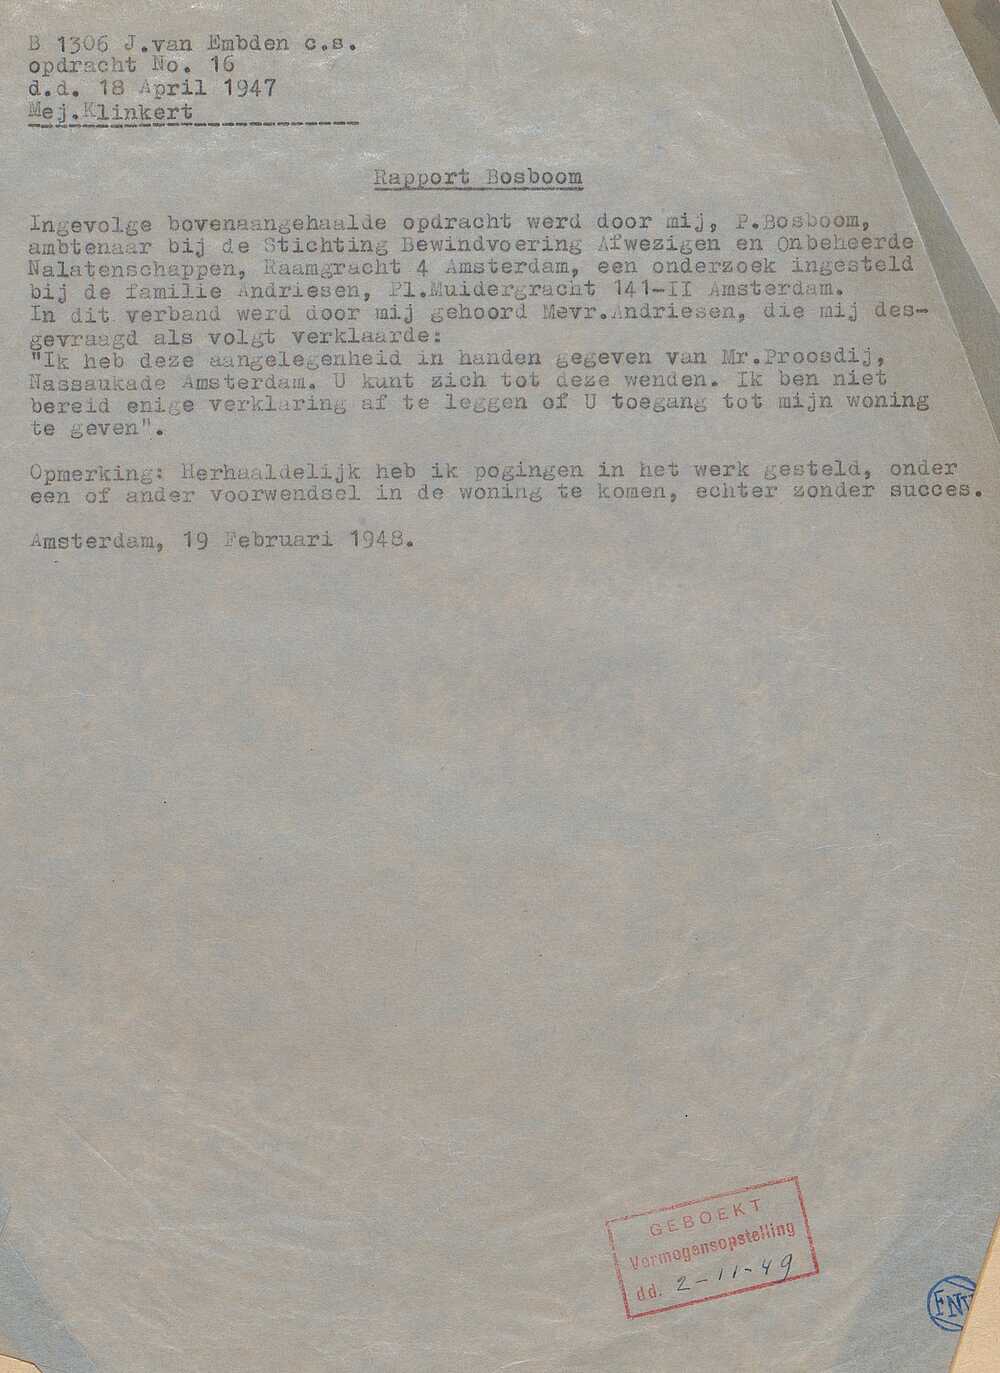 B 1306 J.van Embden c.s.
opdracht No. 16
d.d. 18 April 1947
Mej.Klinkert
Rapport Bosboom
Ingevolge bovenaangehaalde opdracht werd door mij, P.Bosboom,
ambtenaar bij de Stichting Bewindvoering Afwezigen en Onbeheerde
Nalatenschappen, Raamgracht 4 Amsterdam, een onderzoek ingesteld
bij de familie Andriesen, Pl.Muidergracht 141-II Amsterdam.
In dit verband werd door mij gehoord Mevr.Andriesen, die mij des-
gevraagd als volgt verklaarde:
"Ik heb deze aangelegenheid in handen gegeven van Mr.Proosdij,
Nassaukade Amsterdam. U kunt zich tot deze wenden. Ik ben niet
bereid enige verklaring af te leggen of U toegang tot mijn woning
te geven".
Opmerking: Herhaaldelijk heb ik pogingen in het werk gesteld, onder
een of ander voorwendsel in de woning te komen, echter zonder succes.
Amsterdam, 19 Februari 1948.
GEBOEKT
Vermogensopstelling
dd. 2-11-49